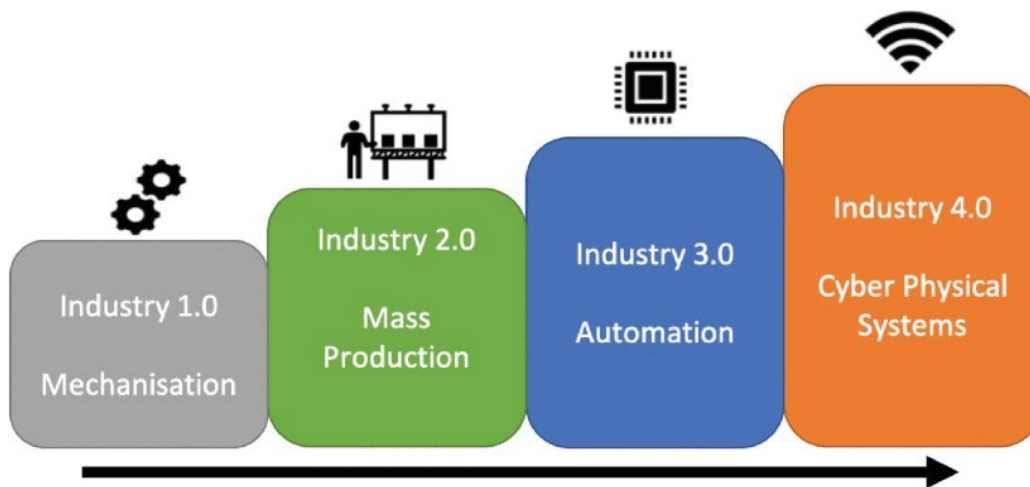 Industry 1.0
Mechanisation
Industry 2.0
Mass
Production
Industry 3.0
Automation
Industry 4.0
Cyber Physical
Systems